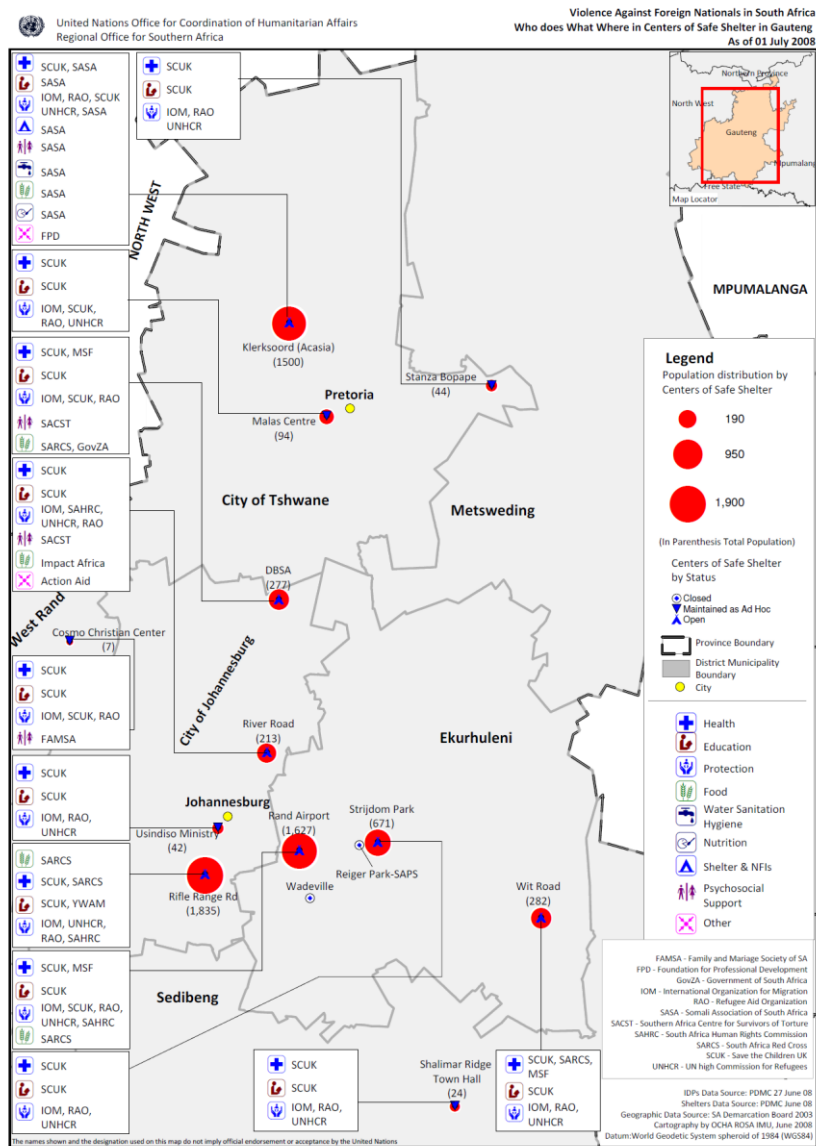 United Nations Office for Coordination of Humanitarian Affairs
Regional Office for Southern Africa
Violence Against Foreign Nationals in South Africa
Who does What Where in Centers of Safe Shelter in Gauteng
As of 01 July 2008
SCUK, SASA
SASA
IOM, RAO, SCUK
UNHCR, SASA
SASA
SASA
SASA
SASA
SASA
FPD
SCUK
SCUK
IOM, RAO
UNHCR
Northern Province
North West
Gauteng
Mpumalang
Free State
Map Locator
NORTH WEST
MPUMALANGA
SCUK
SCUK
IOM, SCUK,
RAO, UNHCR
Klerksoord (Acasia)
(1500)
Stanza Bopape
(44)
Pretoria
Malas Centre
(94)
SCUK, MSF
SCUK
IOM, SCUK, RAO
SACST
SARCS, GovZA
City of Tshwane
Metsweding
SCUK
SCUK
IOM, SAHRC,
UNHCR, RAO
SACST
Impact Africa
Action Aid
DBSA
(277)
West Rand
Cosmo Christian Center
(7)
City of Johannesburg
SCUK
SCUK
IOM, SCUK, RAO
FAMSA
River Road
(213)
Ekurhuleni
SCUK
SCUK
IOM, RAO,
UNHCR
Johannesburg
Usindiso Ministry
(42)
Rand Airport
(1,627)
Strijdom Park
(671)
Reiger Park-SAPS
Wadeville
Rifle Range Rd
(1,835)
Wit Road
(282)
SARCS
SCUK, SARCS
SCUK, YWAM
IOM, UNHCR,
RAO, SAHRC
Sedibeng
SCUK, MSF
SCUK
IOM, SCUK, RAO,
UNHCR, SAHRC
SARCS
SCUK
SCUK
IOM, RAO,
UNHCR
SCUK
SCUK
IOM, RAO,
UNHCR
Shalimar Ridge
Town Hall
(24)
SCUK, SARCS,
MSF
SCUK
IOM, RAO,
UNHCR
Legend
Population distribution by
Centers of Safe Shelter
190
950
1,900
(In Parenthesis Total Population)
Centers of Safe Shelter
by Status
Closed
Maintained as Ad Hoc
Open
Province Boundary
District Municipality
Boundary
City
Health
Education
Protection
Food
Water Sanitation
Hygiene
Nutrition
Shelter & NFIs
Psychosocial
Support
Other
FAMSA - Family and Mariage Society of SA
FPD - Foundation for Professional Development
GovZA - Government of South Africa
IOM - International Organization for Migration
RAO - Refugee Aid Organization
SASA - Somali Association of South Africa
SACST - Southern Africa Centre for Survivors of Torture
SAHRC - South Africa Human Rights Commission
SARCS - South Africa Red Cross
SCUK - Save the Children UK
UNHCR - UN high Commission for Refugees
IDPs Data Source: PDMC 27 June 08
Shelters Data Source: PDMC June 08
Geographic Data Source: SA Demarcation Board 2003
Cartography by OCHA ROSA IMU, June 2008
Datum:World Geodetic System spheroid of 1984 (WGS84)
The names shown and the designation used on this map do not imply official endorsement or acceptance by the United Nations